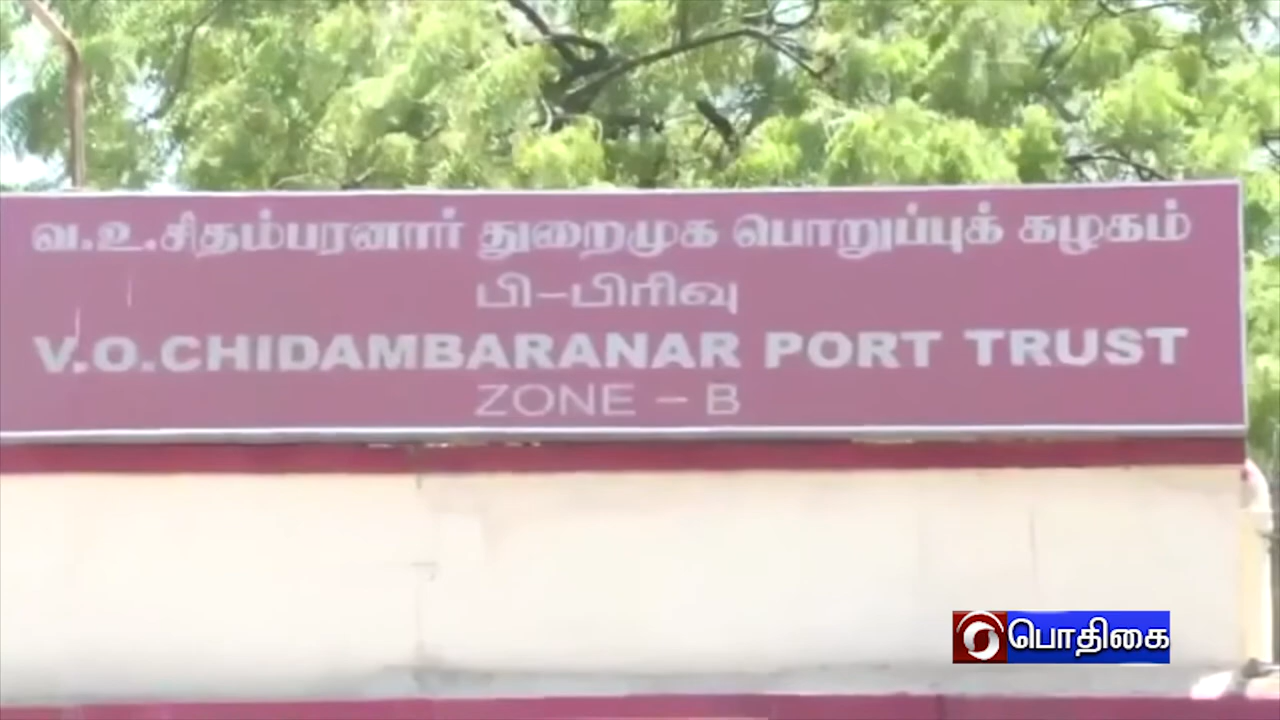 வ.உ.சிதம்பரனார் துறைமுக பொறுப்புக் கழகம்
பி-பிரிவு
V.O.CHIDAMBARANAR PORT TRUST
ZONE - B
பொதிகை